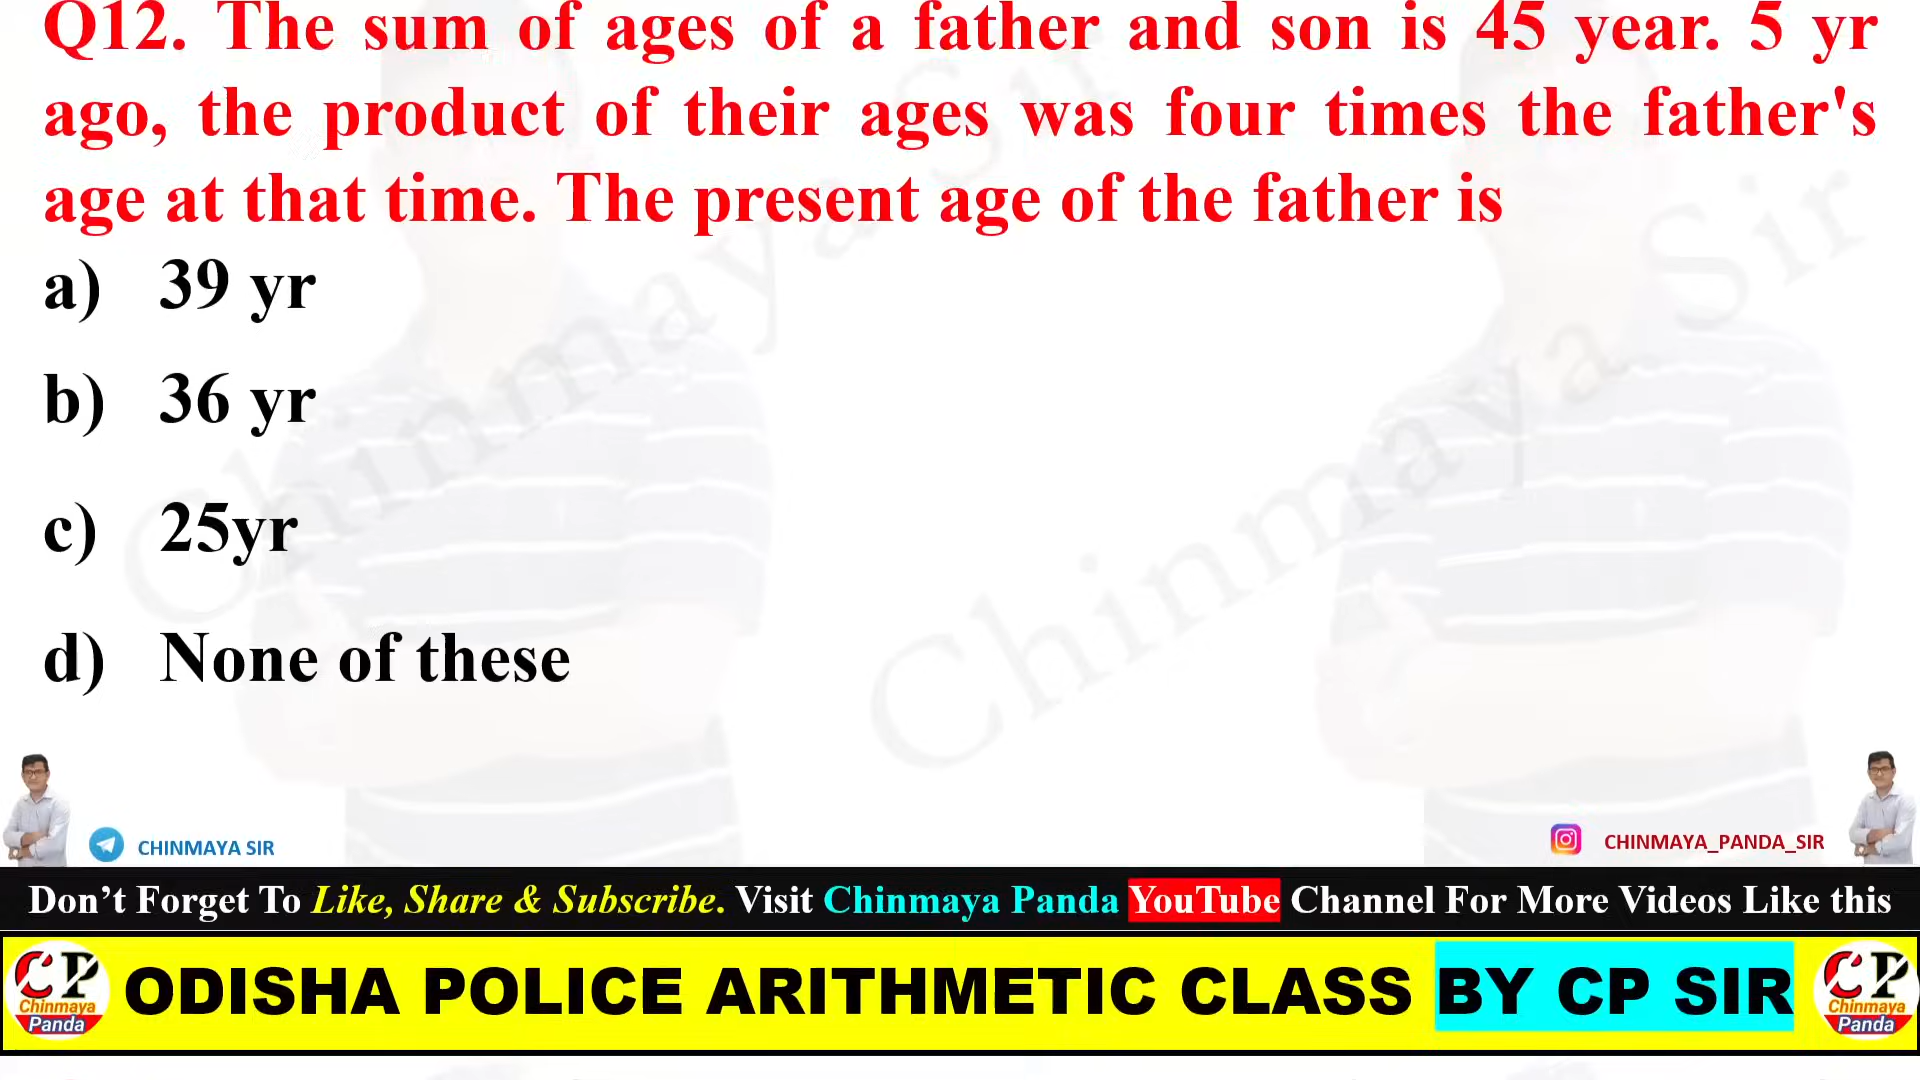 Q12. The sum of ages of a father and son is 45 year. 5 yr
ago, the product of their ages was four times the father's
age at that time. The present age of the father is
a) 39 yr
b) 36 yr
c) 25yr
d) None of these
Chinmaya Sir
Chinmaya Sir
CHINMAYA SIR
CHINMAYA_PANDA_SIR
Don’t Forget To Like, Share & Subscribe. Visit Chinmaya Panda YouTube Channel For More Videos Like this
CP
Chinmaya
Panda
ODISHA POLICE ARITHMETIC CLASS BY CP SIR
CP
Chinmaya
Panda